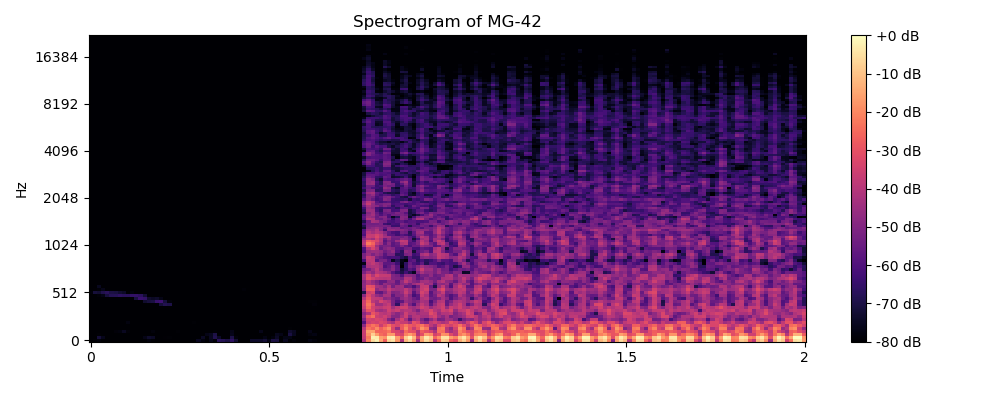 Spectrogram of MG-42
Hz
16384
8192
4096
2048
1024
512
0
0
0.5
1
1.5
2
Time
+0 dB
-10 dB
-20 dB
-30 dB
-40 dB
-50 dB
-60 dB
-70 dB
-80 dB